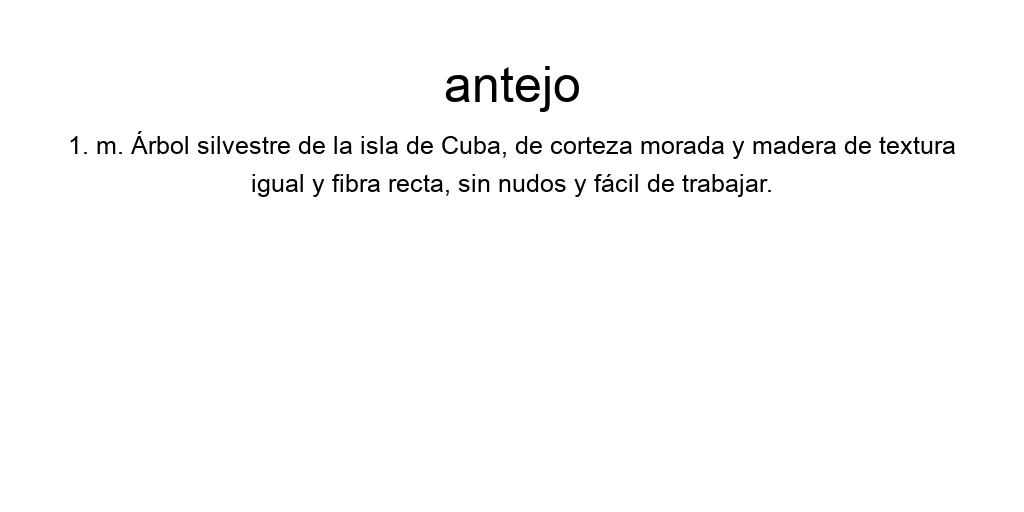 antejo
1. m. Árbol silvestre de la isla de Cuba, de corteza morada y madera de textura
igual y fibra recta, sin nudos y fácil de trabajar.